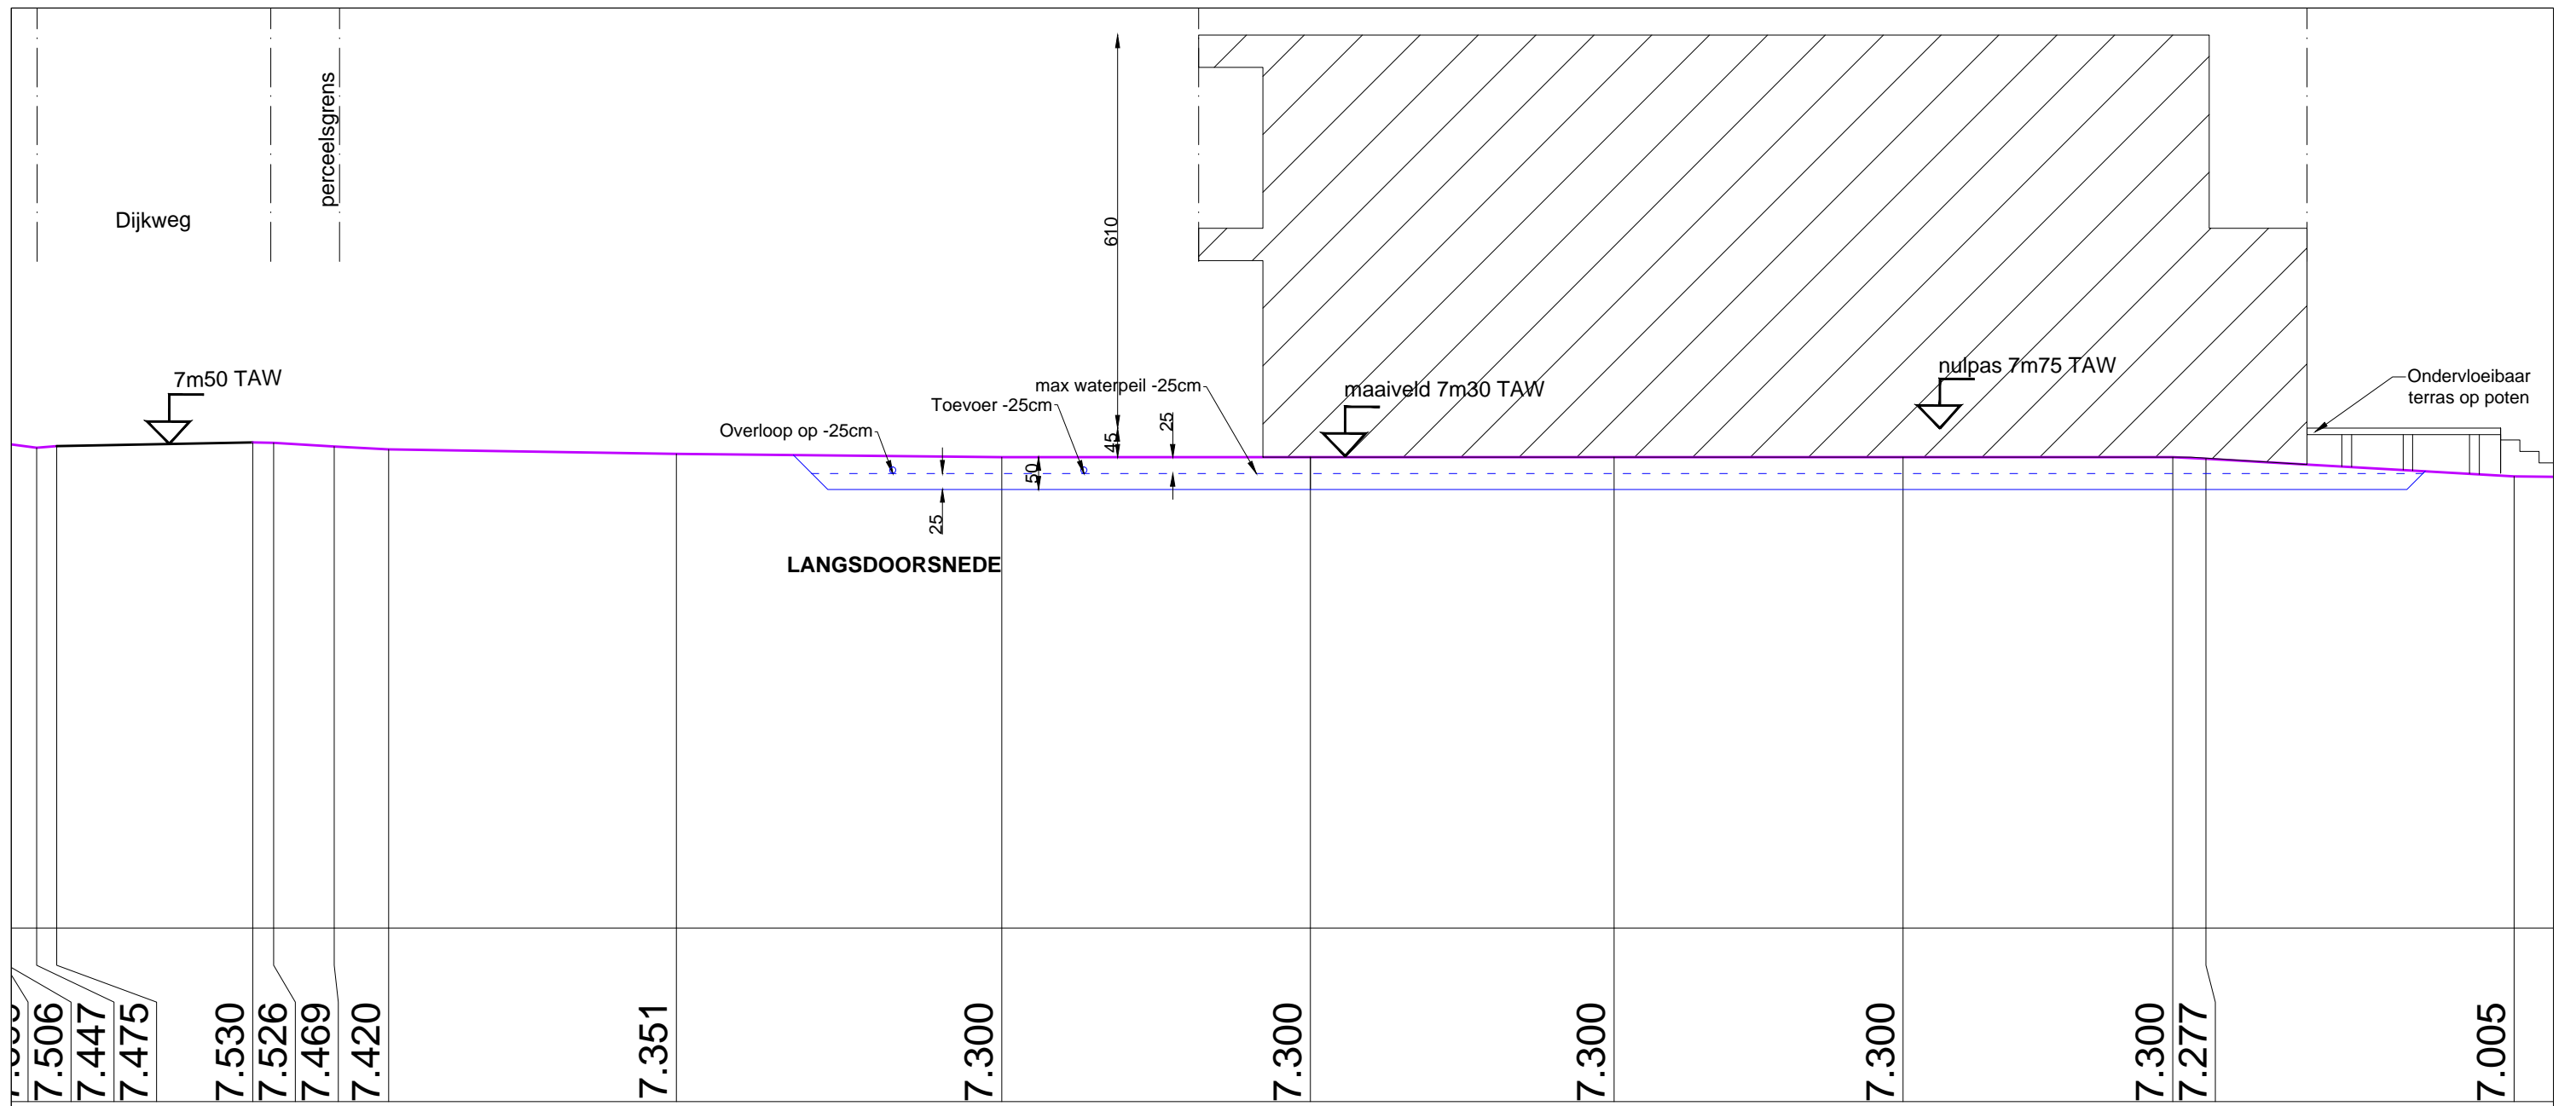 perceelsgrens
Dijkweg
610
7m50 TAW
nulpas 7m75 TAW
maaiveld 7m30 TAW
max waterpeil -25cm
Toevoer -25cm
Overloop op -25cm
Ondervloeibaar
terras op poten
25
45
50
25
LANGSDOORSNEDE
7.506
7.447
7.475
7.530
7.526
7.469
7.420
7.351
7.300
7.300
7.300
7.300
7.300
7.277
7.005